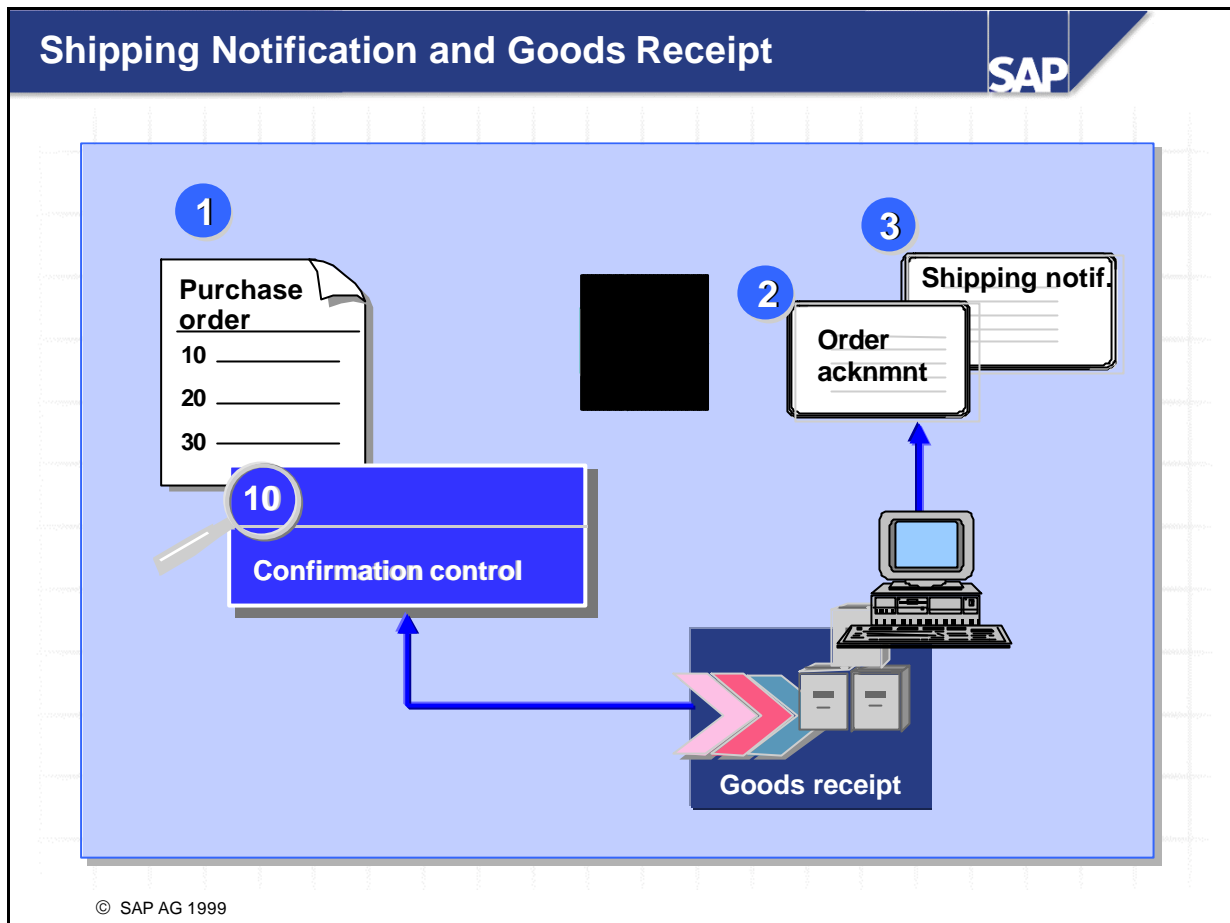 Shipping Notification and Goods Receipt
SAP
1
Purchase
order
10
20
30
10
Confirmation control
2
Order
acknmnt
3
Shipping notif.
Goods receipt
© SAP AG 1999